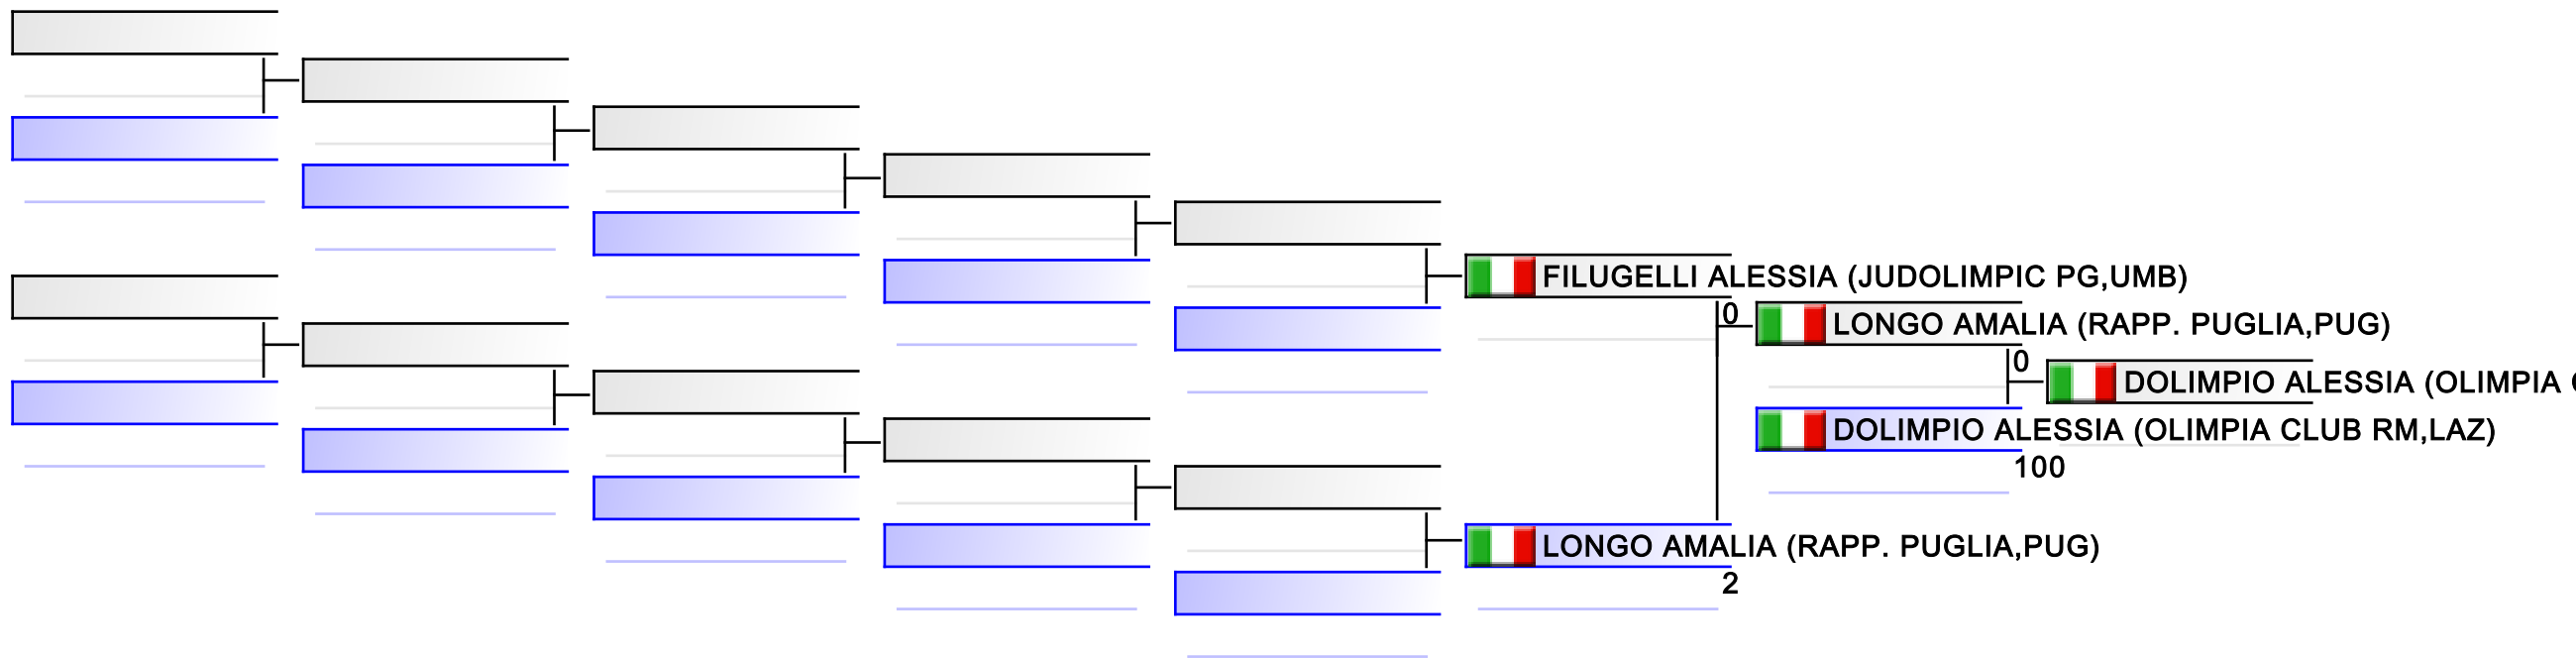 FILUGELLI ALESSIA (JUDOLIMPIC PG,UMB)
0
LONGO AMALIA (RAPP. PUGLIA,PUG)
0
DOLIMPIO ALESSIA (OLIMPIA
DOLIMPIO ALESSIA (OLIMPIA CLUB RM,LAZ)
100
LONGO AMALIA (RAPP. PUGLIA,PUG)
2